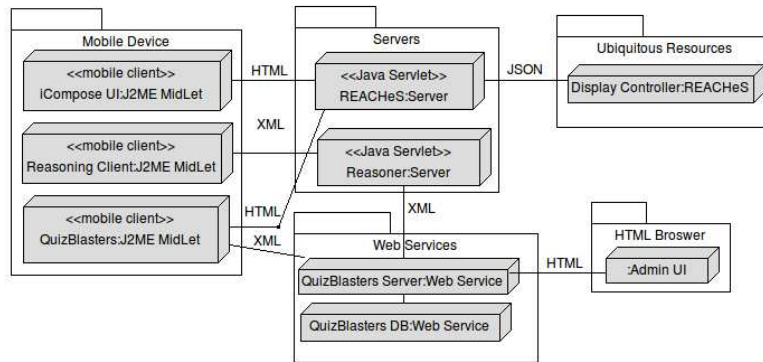 Mobile Device
<<mobile client>>
iCompose UI:J2ME MidLet
<<mobile client>>
Reasoning Client:J2ME MidLet
<<mobile client>>
QuizBlasters:J2ME MidLet
HTML
XML
HTML
XML
Servers
<<Java Servlet>>
REACHeS:Server
<<Java Servlet>>
Reasoner:Server
JSON
Ubiquitous Resources
Display Controller:REACHeS
XML
Web Services
QuizBlasters Server:Web Service
QuizBlasters DB:Web Service
HTML
HTML Broswer
:Admin UI